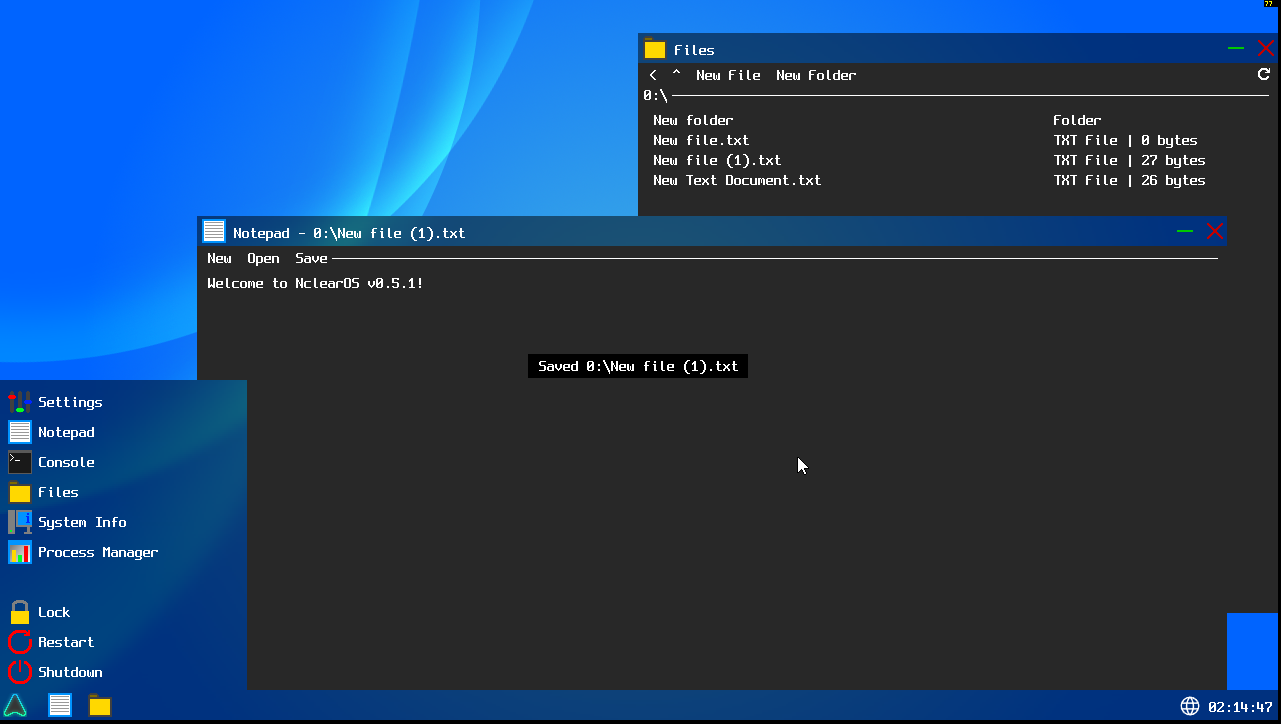 77
Files
< ^ New File New Folder
0:\
New folder Folder
New file.txt TXT file | 0 bytes
New file (1).txt TXT file | 27 bytes
New Text Document.txt TXT file | 26 bytes
Notepad - 0:\New file (1).txt
New Open Save
Welcome to NclearOS v0.5.1!
Saved 0:\New file (1).txt
Settings
Notepad
Console
Files
System Info
Process Manager
Lock
Restart
Shutdown
02:14:47